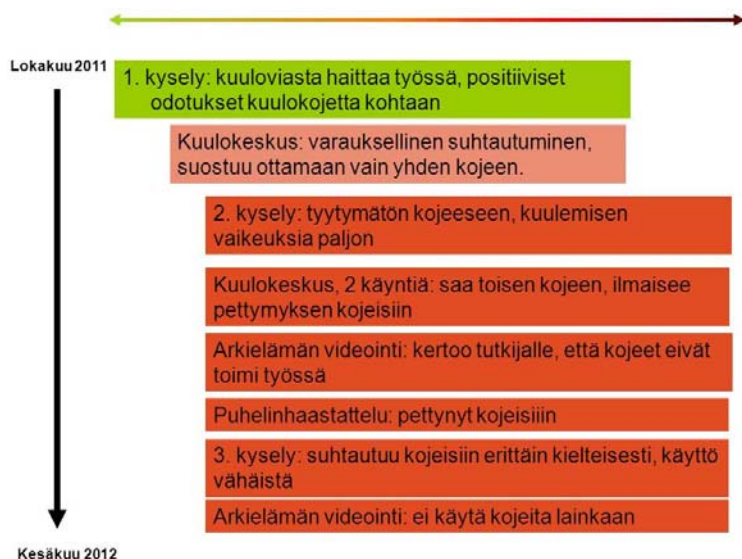 Lokakuu 2011
1. kysely: kuuloviasta haittaa työssä, positiiviset
odotukset kuulokojetta kohtaan
Kuulokeskus: varauksellinen suhtautuminen,
suostuu ottamaan vain yhden kojeen.
2. kysely: tyytymätön kojeeseen, kuulemisen
vaikeuksia paljon
Kuulokeskus, 2 käyntiä: saa toisen kojeen, ilmaisee
pettymyksen kojeisiin
Arkielämän videointi: kertoo tutkijalle, että kojeet eivät
toimi työssä
Puhelinhaastattelu: pettynyt kojeisiiin
3. kysely: suhtautuu kojeisiin erittäin kielteisesti, käyttö
vähäistä
Arkielämän videointi: ei käytä kojeita lainkaan
Kesäkuu 2012